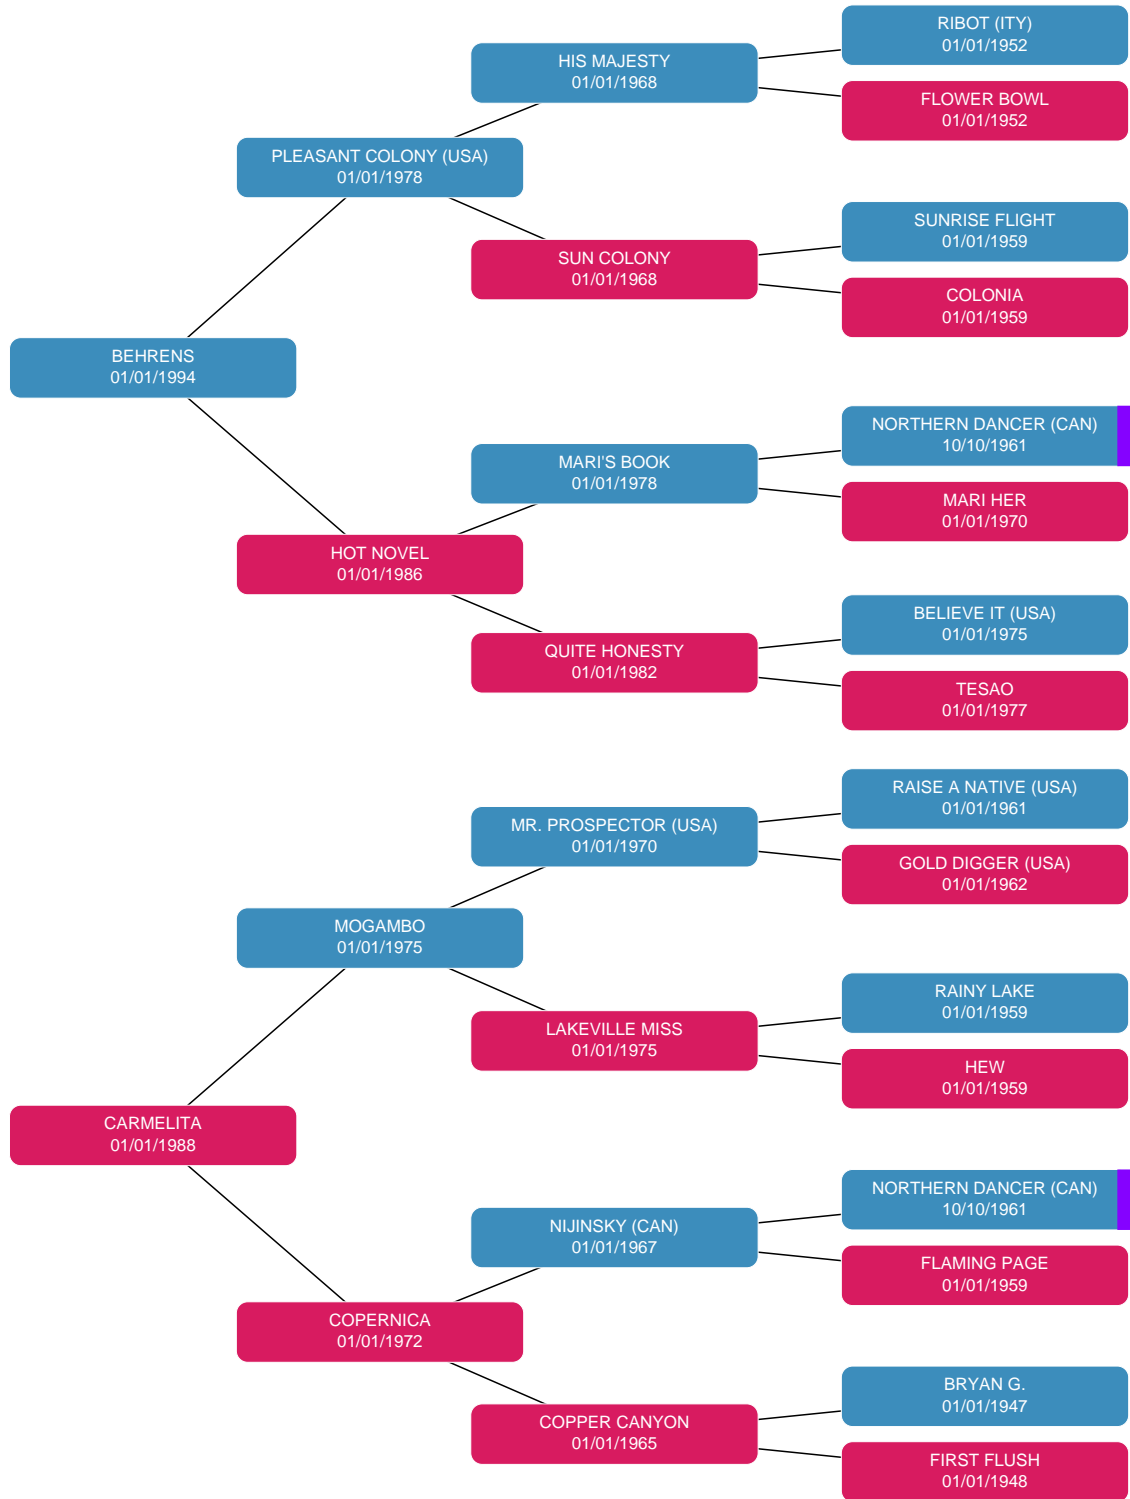 RIBOT (ITY)
01/01/1952
HIS MAJESTY
01/01/1968
FLOWER BOWL
01/01/1952
PLEASANT COLONY (USA)
01/01/1978
SUNRISE FLIGHT
01/01/1959
SUN COLONY
01/01/1968
COLONIA
01/01/1959
BEHRENS
01/01/1994
NORTHERN DANCER (CAN)
10/10/1961
MARI'S BOOK
01/01/1978
MARI HER
01/01/1970
HOT NOVEL
01/01/1986
BELIEVE IT (USA)
01/01/1975
QUITE HONESTY
01/01/1982
TESAO
01/01/1977
RAISE A NATIVE (USA)
01/01/1961
MR. PROSPECTOR (USA)
01/01/1970
GOLD DIGGER (USA)
01/01/1962
MOGAMBO
01/01/1975
RAINY LAKE
01/01/1959
LAKEVILLE MISS
01/01/1975
HEW
01/01/1959
CARMELITA
01/01/1988
NORTHERN DANCER (CAN)
10/10/1961
NIJINSKY (CAN)
01/01/1967
FLAMING PAGE
01/01/1959
COPERNICA
01/01/1972
BRYAN G.
01/01/1947
COPPER CANYON
01/01/1965
FIRST FLUSH
01/01/1948